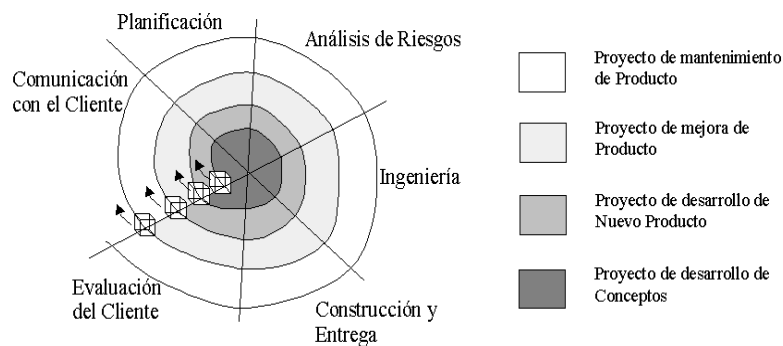 Planificación
Análisis de Riesgos
Comunicación
con el Cliente
Ingeniería
Evaluación
del Cliente
Construcción y
Entrega
Proyecto de mantenimiento
de Producto
Proyecto de mejora de
Producto
Proyecto de desarrollo de
Nuevo Producto
Proyecto de desarrollo de
Conceptos